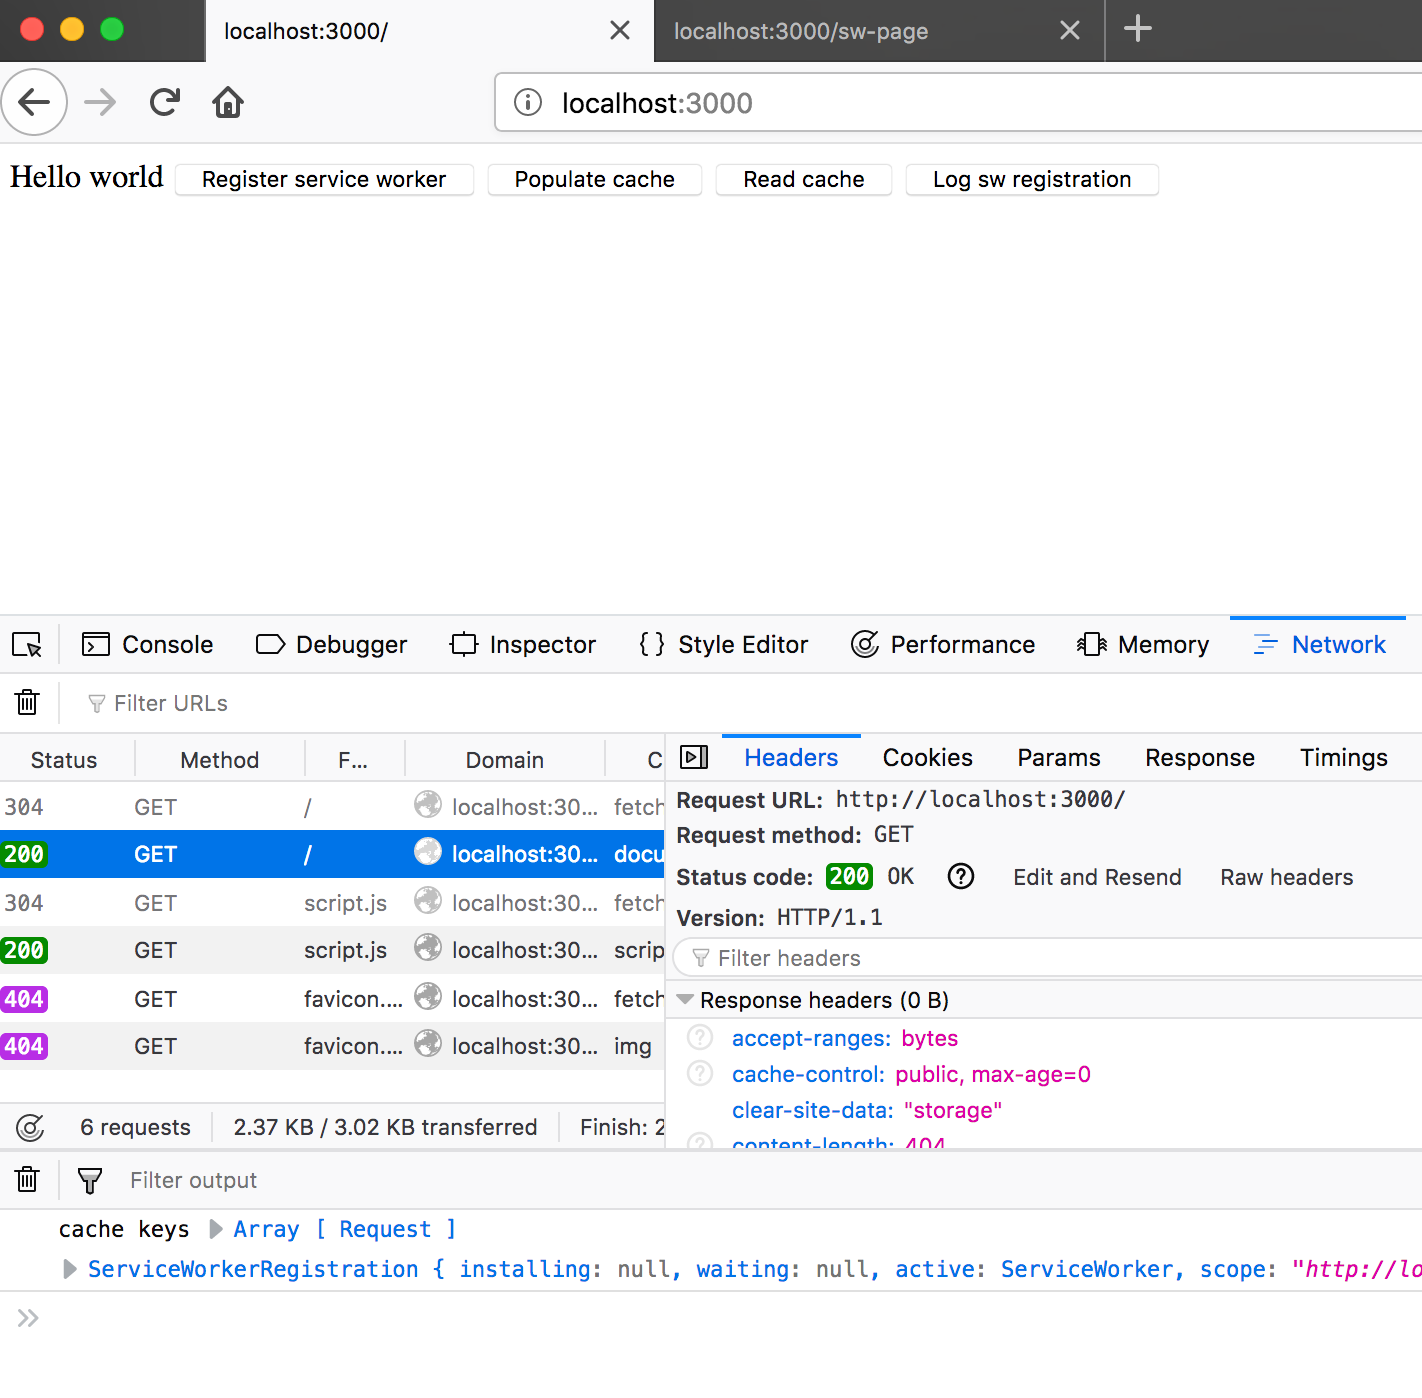 localhost:3000/ localhost:3000/sw-page
localhost:3000
Hello world Register service worker Populate cache Read cache Log sw registration
Console Debugger Inspector { } Style Editor Performance Memory Network
Filter URLs
Status Method F... Domain C
304 GET / localhost:30... fetch
200 GET / localhost:30... docu
304 GET script.js localhost:30... fetch
200 GET script.js localhost:30... scrip
404 GET favicon.... localhost:30... fetch
404 GET favicon.... localhost:30... img
6 requests 2.37 KB / 3.02 KB transferred Finish: 2
Headers Cookies Params Response Timings
Request URL: http://localhost:3000/
Request method: GET
Status code: 200 OK ? Edit and Resend Raw headers
Version: HTTP/1.1
Filter headers
Response headers (0 B)
? accept-ranges: bytes
? cache-control: public, max-age=0
clear-site-data: "storage"
? content-length: 404
Filter output
cache keys Array [ Request ]
ServiceWorkerRegistration { installing: null, waiting: null, active: ServiceWorker, scope: "http://lo